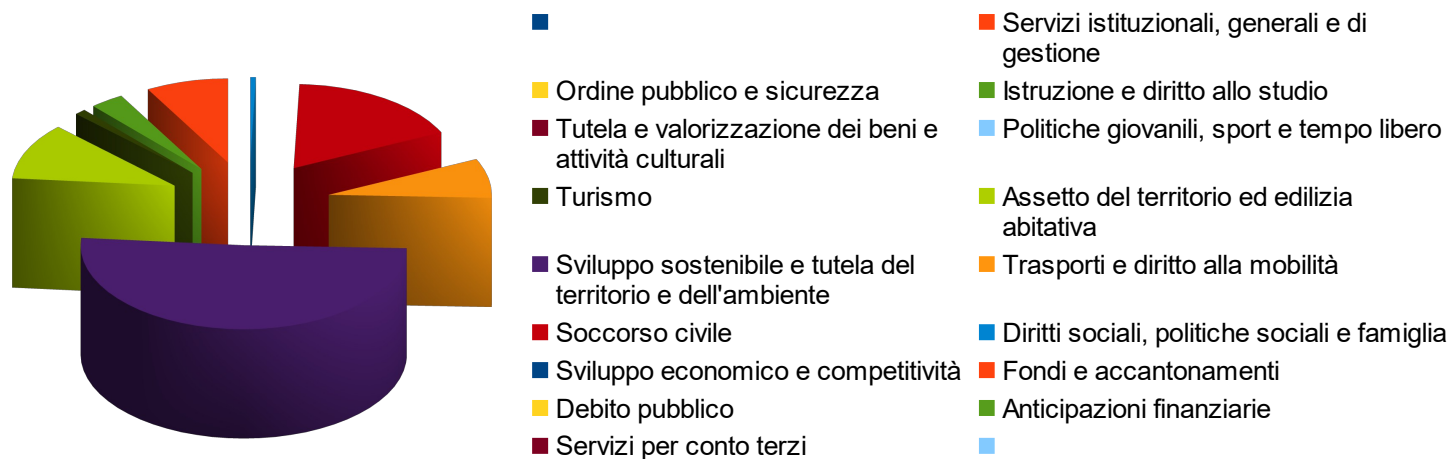 Servizi istituzionali, generali e di
gestione
Ordine pubblico e sicurezza
Istruzione e diritto allo studio
Tutela e valorizzazione dei beni e
attività culturali
Politiche giovanili, sport e tempo libero
Turismo
Assetto del territorio ed edilizia
abitativa
Sviluppo sostenibile e tutela del
territorio e dell'ambiente
Trasporti e diritto alla mobilità
Soccorso civile
Diritti sociali, politiche sociali e famiglia
Sviluppo economico e competitività
Fondi e accantonamenti
Debito pubblico
Anticipazioni finanziarie
Servizi per conto terzi